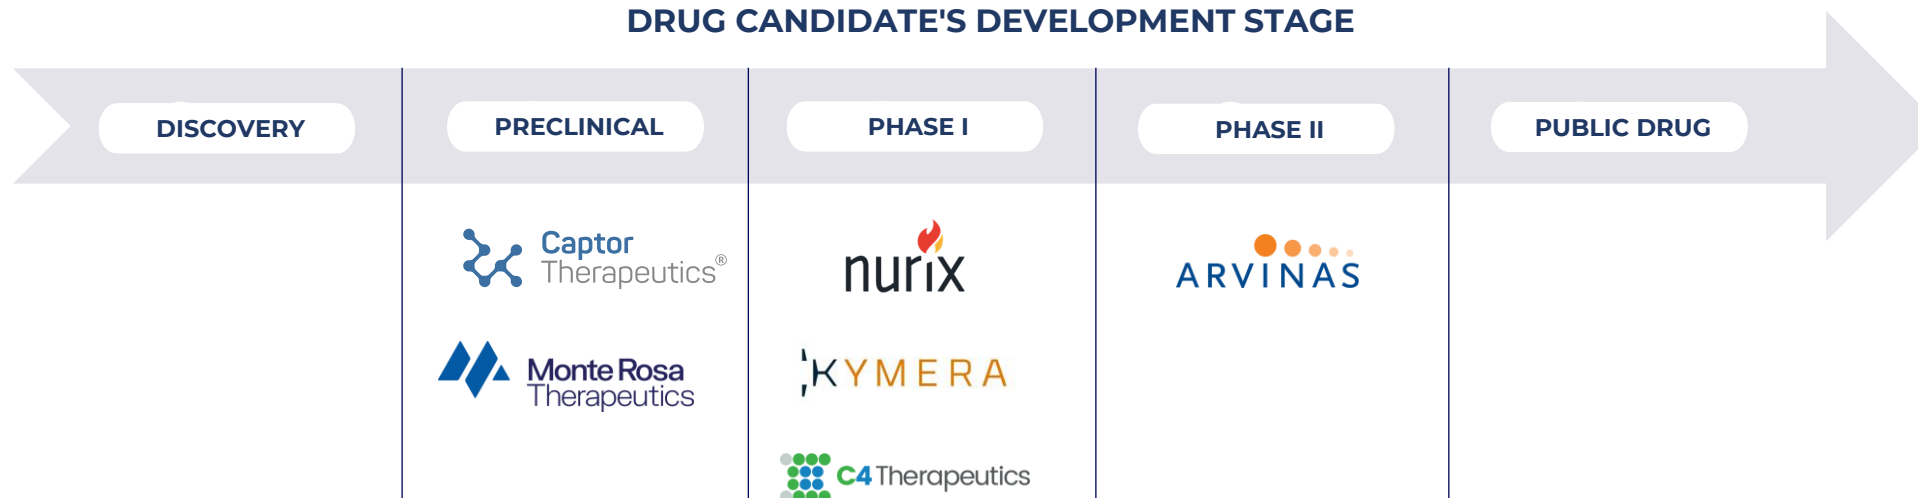 DRUG CANDIDATE'S DEVELOPMENT STAGE
DISCOVERY
PRECLINICAL
PHASE I
PHASE II
PUBLIC DRUG
Captor
Therapeutics®
Monte Rosa
Therapeutics
nurix
KYMERA
C4 Therapeutics
ARVINAS